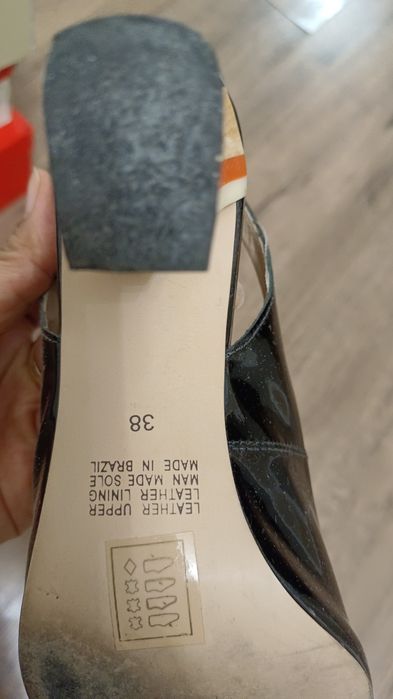 LEATHER UPPER
LEATHER LINING
MAN MADE SOLE
MADE IN BRAZIL
38